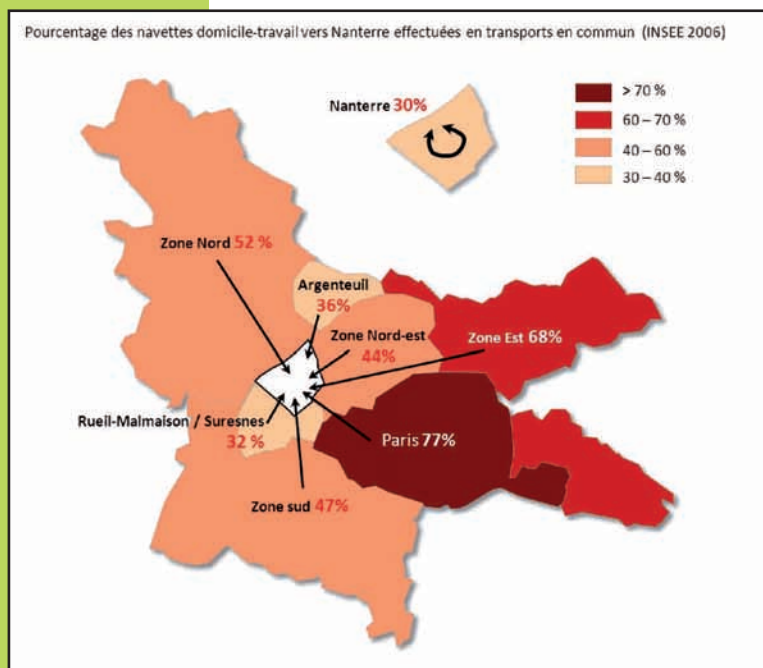 Pourcentage des navettes domicile-travail vers Nanterre effectuées en transports en commun (INSEE 2006)
Nanterre 30%
> 70 %
60 – 70 %
40 – 60 %
30 – 40 %
Zone Nord 52 %
Argenteuil
36%
Zone Nord-est
44%
Zone Est 68%
Rueil-Malmaison / Suresnes
32 %
Paris 77%
Zone sud 47%